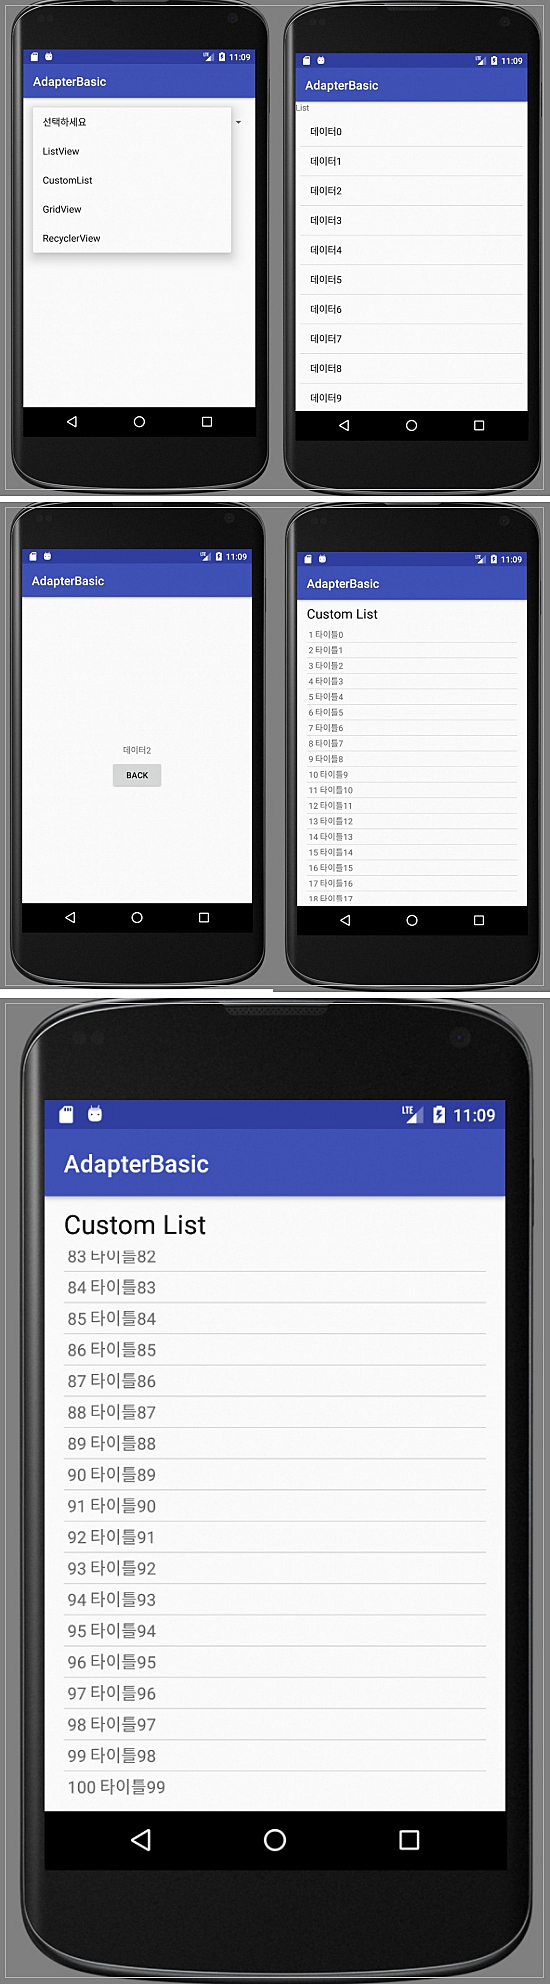 LTE 11:09
AdapterBasic
선택하세요
ListView
CustomList
GridView
RecyclerView
LTE 11:09
AdapterBasic
List
데이터0
데이터1
데이터2
데이터3
데이터4
데이터5
데이터6
데이터7
데이터8
데이터9
LTE 11:09
AdapterBasic
데이터2
BACK
LTE 11:09
AdapterBasic
Custom List
1 타이틀0
2 타이틀1
3 타이틀2
4 타이틀3
5 타이틀4
6 타이틀5
7 타이틀6
8 타이틀7
9 타이틀8
10 타이틀9
11 타이틀10
12 타이틀11
13 타이틀12
14 타이틀13
15 타이틀14
16 타이틀15
17 타이틀16
18 타이틀17
LTE 11:09
AdapterBasic
Custom List
83 타이틀82
84 타이틀83
85 타이틀84
86 타이틀85
87 타이틀86
88 타이틀87
89 타이틀88
90 타이틀89
91 타이틀90
92 타이틀91
93 타이틀92
94 타이틀93
95 타이틀94
96 타이틀95
97 타이틀96
98 타이틀97
99 타이틀98
100 타이틀99